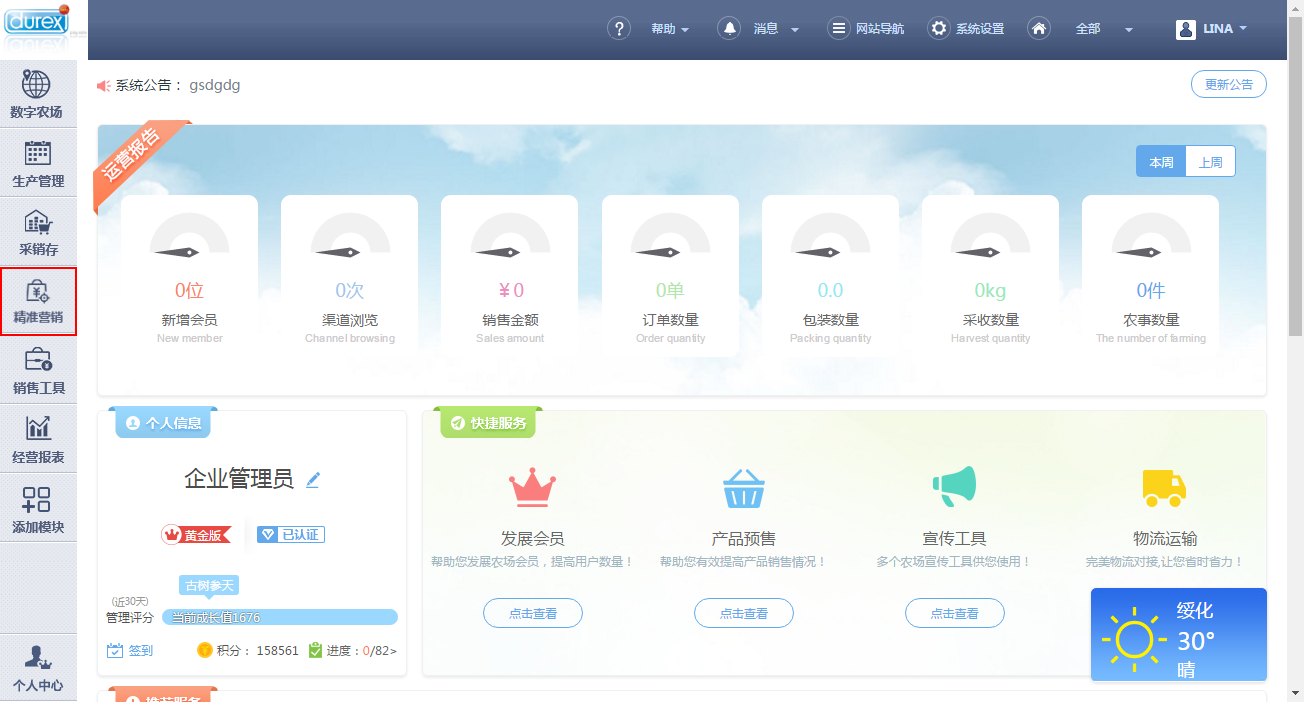 durex
?
帮助
消息
网站导航
系统设置
全部
LINA
数字农场
生产管理
采销存
精准营销
销售工具
经营报表
添加模块
个人中心
系统公告： gsdgdg
更新公告
运营报告
本周 上周
0位
新增会员
New member
0次
渠道浏览
Channel browsing
¥0
销售金额
Sales amount
0单
订单数量
Order quantity
0.0
包装数量
Packing quantity
0kg
采收数量
Harvest quantity
0件
农事数量
The number of farming
个人信息
企业管理员
黄金版 已认证
古树参天
(近30天)
管理评分 当前成长值1676
签到 积分： 158561 进度：0/82>
快捷服务
发展会员
帮助您发展农场会员，提高用户数量！
点击查看
产品预售
帮助您有效提高产品销售情况！
点击查看
宣传工具
多个农场宣传工具供您使用！
点击查看
物流运输
完美物流对接,让您省时省力！
绥化
30°
晴
推荐服务